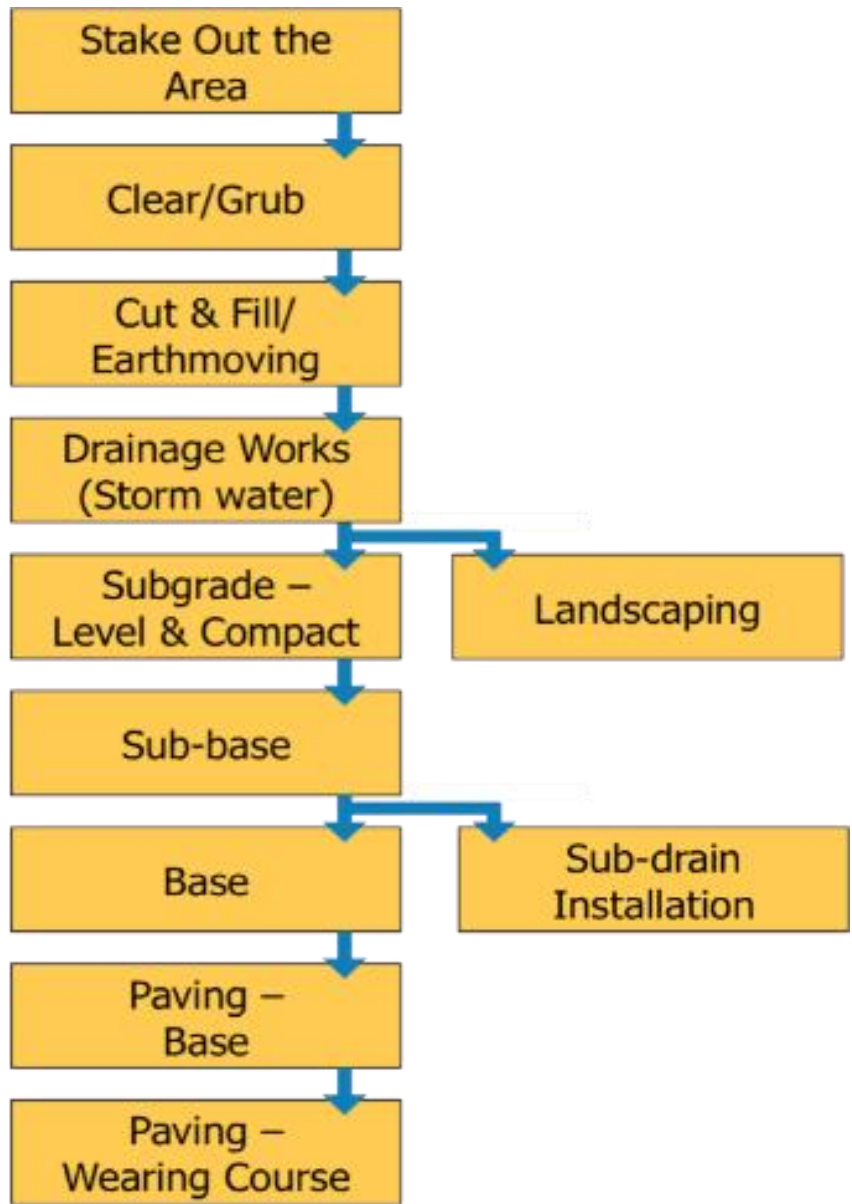 Stake Out the
Area
Clear/Grub
Cut & Fill/
Earthmoving
Drainage Works
(Storm water)
Subgrade –
Level & Compact
Landscaping
Sub-base
Base
Sub-drain
Installation
Paving –
Base
Paving –
Wearing Course